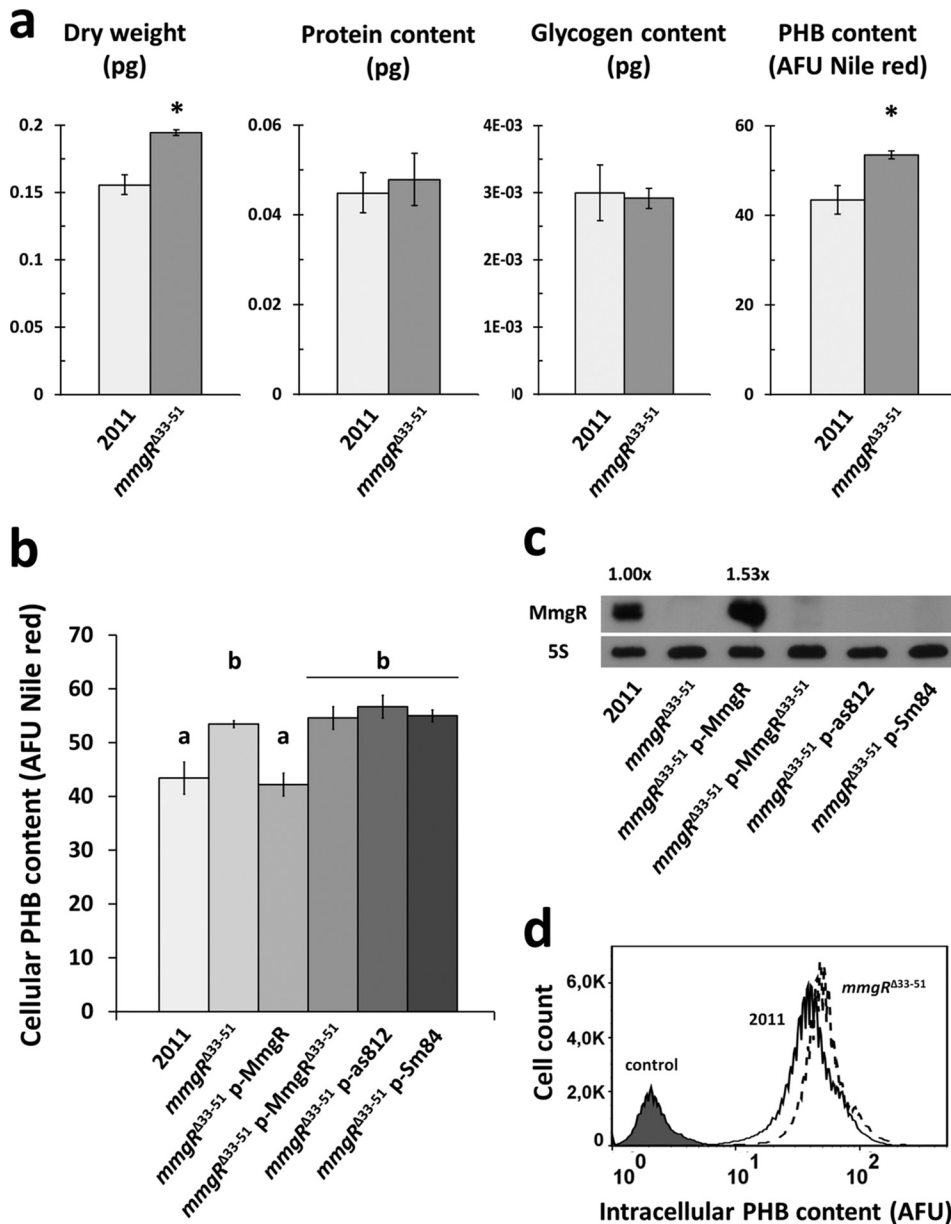 a
Dry weight
(pg)
Protein content
(pg)
Glycogen content
(pg)
PHB content
(AFU Nile red)
0.2
0.15
0.1
0.05
0
*
2011
mmgRΔ33-51
0.06
0.04
0.02
0
2011
mmgRΔ33-51
4E-03
3E-03
2E-03
1E-03
00
2011
mmgRΔ33-51
60
40
20
0
*
2011
mmgRΔ33-51
b
Cellular PHB content (AFU Nile red)
70
60
50
40
30
20
10
0
a
b
a
b
2011
mmgRΔ33-51
mmgRΔ33-51 p-MmgR
mmgRΔ33-51 p-MmgRΔ33-51
mmgRΔ33-51 p-as812
mmgRΔ33-51 p-Sm84
c
1.00x
1.53x
MmgR
5S
2011
mmgRΔ33-51
mmgRΔ33-51 p-MmgR
mmgRΔ33-51 p-MmgRΔ33-51
mmgRΔ33-51 p-as812
mmgRΔ33-51 p-Sm84
d
Cell count
6,0K
4,0K
2,0K
0
control
2011
mmgRΔ33-51
10^0
10^1
10^2
Intracellular PHB content (AFU)